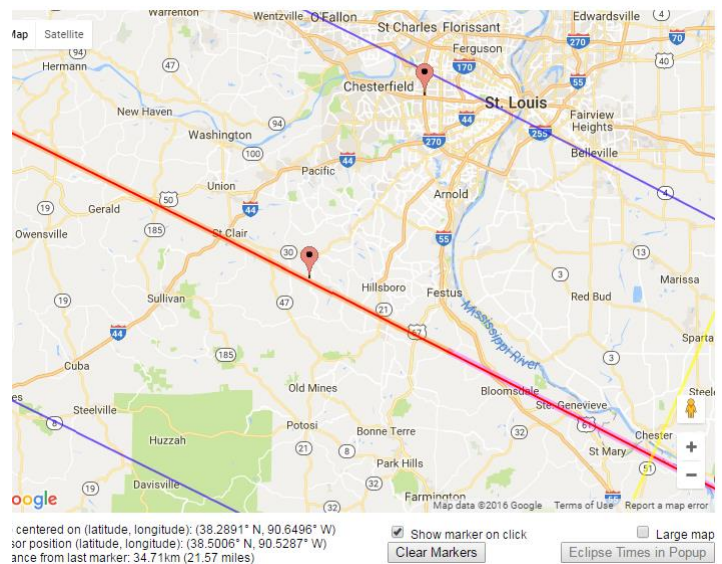 Warrenton
Wentzville
O'Fallon
St Charles
Florissant
Edwardsville
Map
Satellite
Ferguson
270
70
Hermann
47
170
40
Chesterfield
55
New Haven
94
St. Louis
Fairview
Heights
Washington
44
270
255
100
44
Belleville
Pacific
Union
Arnold
50
4
Gerald
19
44
185
St Clair
55
Owensville
30
13
3
Marissa
Hillsboro
Festus
Sullivan
47
21
Red Bud
19
67
Mississippi River
44
3
Sparta
185
Cuba
Bloomsdale
Old Mines
Steelville
Ste. Genevieve
8
Potosi
Bonne Terre
32
61
Chester
Huzzah
21
8
St Mary
51
Park Hills
32
Davisville
Farmington
19
Google
Map data ©2016 Google
Terms of Use
Report a map error
centered on (latitude, longitude): (38.2891° N, 90.6496° W)
Show marker on click
Large map
sor position (latitude, longitude): (38.5006° N, 90.5287° W)
ance from last marker: 34.71km (21.57 miles)
Clear Markers
Eclipse Times in Popup